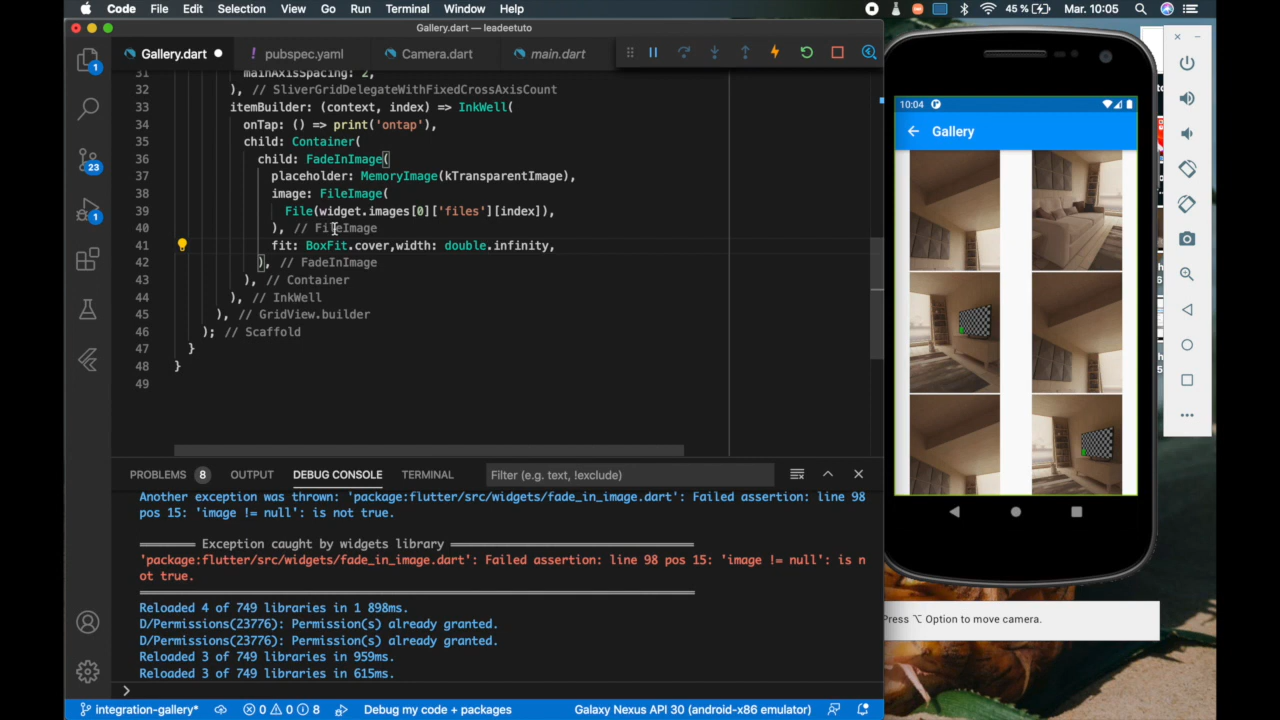 Code File Edit Selection View Go Run Terminal Window Help
45 % Mar. 10:05
Gallery.dart — leadeetuto
Gallery.dart
! pubspec.yaml
Camera.dart
main.dart
31 mainAxisSpacing: 2,
32 ), // SliverGridDelegateWithFixedCrossAxisCount
33 itemBuilder: (context, index) => InkWell(
34 onTap: () => print('ontap'),
35 child: Container(
36 child: FadeInImage(
37 placeholder: MemoryImage(kTransparentImage),
38 image: FileImage(
39 File(widget.images[0]['files'][index]),
40 ), // FileImage
41 fit: BoxFit.cover,width: double.infinity,
42 ), // FadeInImage
43 ), // Container
44 ), // InkWell
45 ), // GridView.builder
46 ); // Scaffold
47 }
48 }
49
1
23
1
PROBLEMS 8 OUTPUT DEBUG CONSOLE TERMINAL Filter (e.g. text, !exclude)
Another exception was thrown: 'package:flutter/src/widgets/fade_in_image.dart': Failed assertion: line 98
pos 15: 'image != null': is not true.
Exception caught by widgets library
'package:flutter/src/widgets/fade_in_image.dart': Failed assertion: line 98 pos 15: 'image != null': is n
ot true.
Reloaded 4 of 749 libraries in 1 898ms.
D/Permissions(23776): Permission(s) already granted.
D/Permissions(23776): Permission(s) already granted.
Reloaded 3 of 749 libraries in 959ms.
Reloaded 3 of 749 libraries in 615ms.
integration-gallery* 0 0 8 Debug my code + packages Galaxy Nexus API 30 (android-x86 emulator)
10:04
Gallery
Press ⌥ Option to move camera.